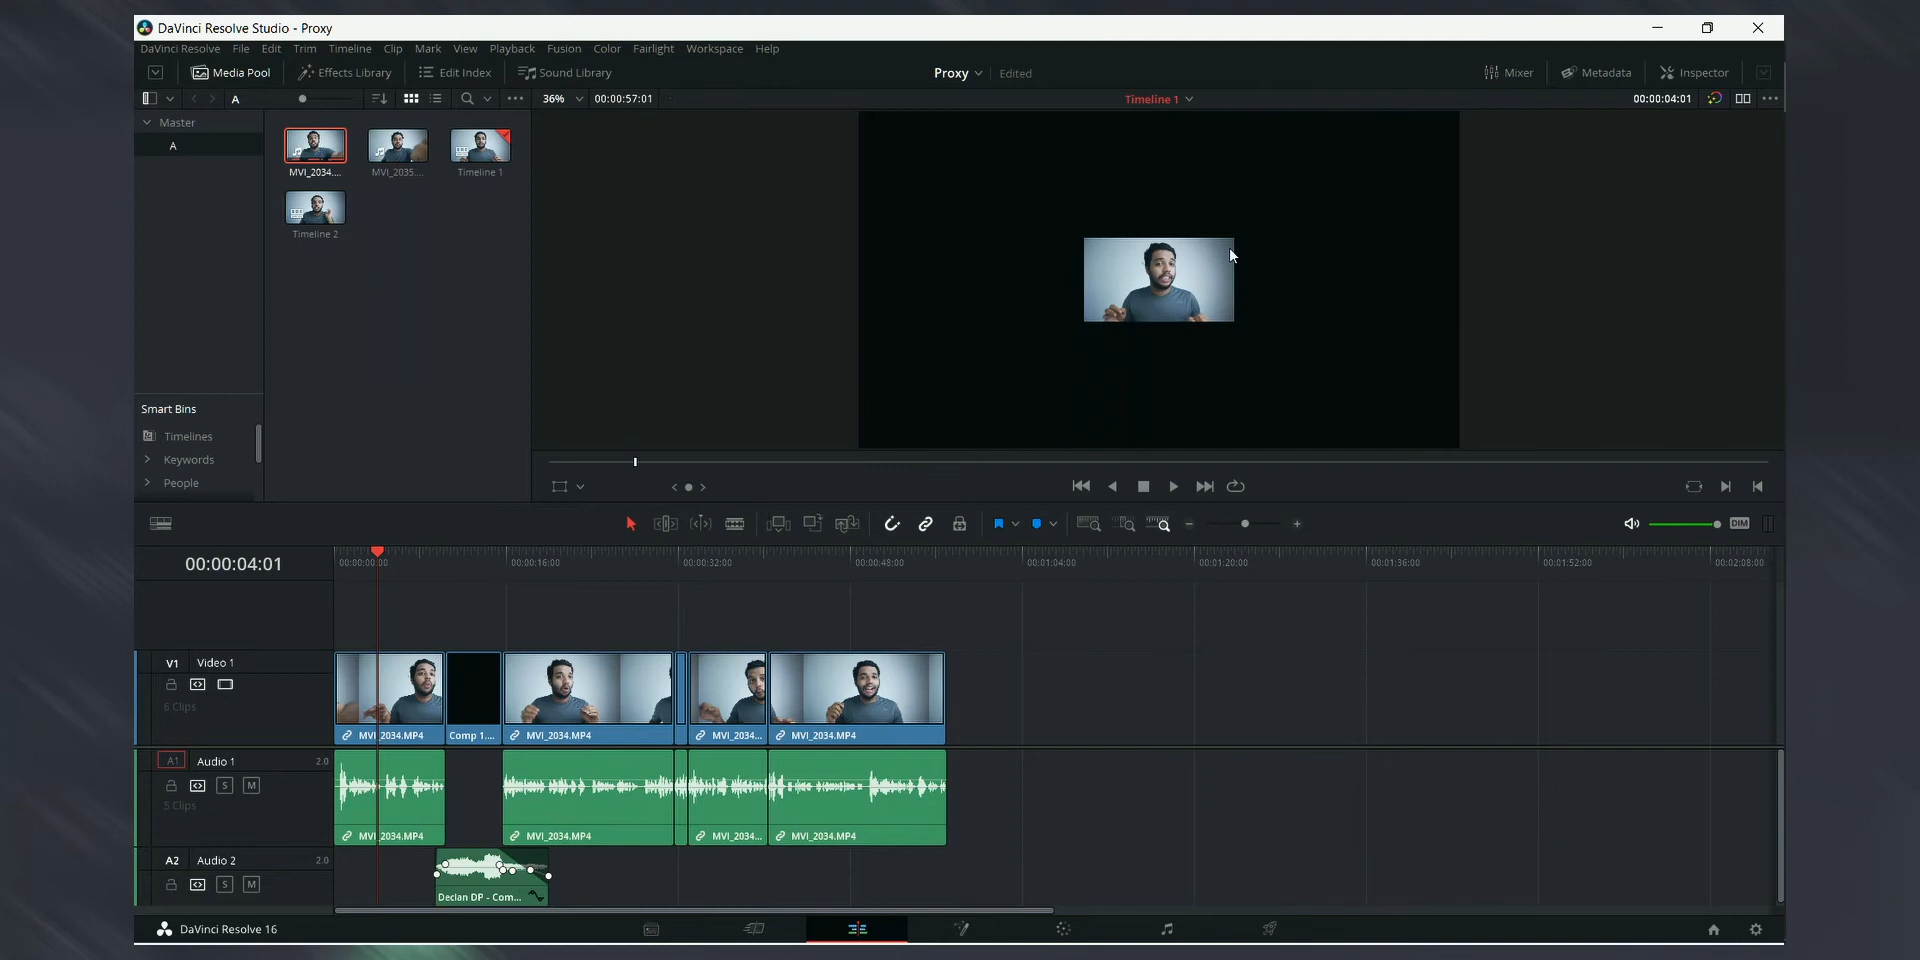 DaVinci Resolve Studio - Proxy
DaVinci Resolve File Edit Trim Timeline Clip Mark View Playback Fusion Color Fairlight Workspace Help
Media Pool Effects Library Edit Index Sound Library Proxy Edited Mixer Metadata Inspector
A 36% 00:00:57:01 Timeline 1 00:00:04:01
Master
A
MVI_2034.... MVI_2035.... Timeline 1
Timeline 2
Smart Bins
Timelines
Keywords
People
DIM
00:00:04:01
00:00:00:00 00:00:16:00 00:00:32:00 00:00:48:00 00:01:04:00 00:01:20:00 00:01:36:00 00:01:52:00 00:02:08:00
V1 Video 1
6 Clips
MVI_2034.MP4 Comp 1.... MVI_2034.MP4 MVI_2034... MVI_2034.MP4
A1 Audio 1 2.0
S M
5 Clips
MVI_2034.MP4 MVI_2034.MP4 MVI_2034... MVI_2034.MP4
A2 Audio 2 2.0
S M
Declan DP - Com...
DaVinci Resolve 16